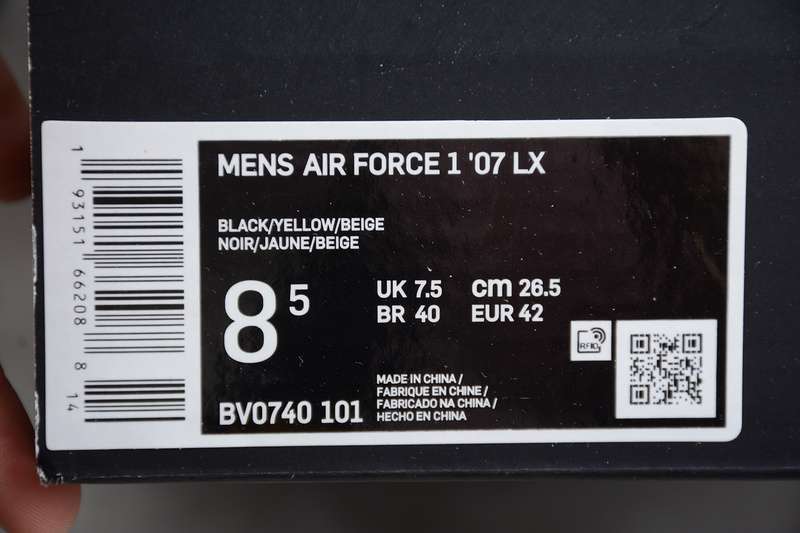 MENS AIR FORCE 1 '07 LX
BLACK/YELLOW/BEIGE
NOIR/JAUNE/BEIGE
8 5
UK 7.5 cm 26.5
BR 40 EUR 42
RFID
BV0740 101
MADE IN CHINA /
FABRIQUE EN CHINE /
FABRICADO NA CHINA /
HECHO EN CHINA
1 93151 66208 8 14